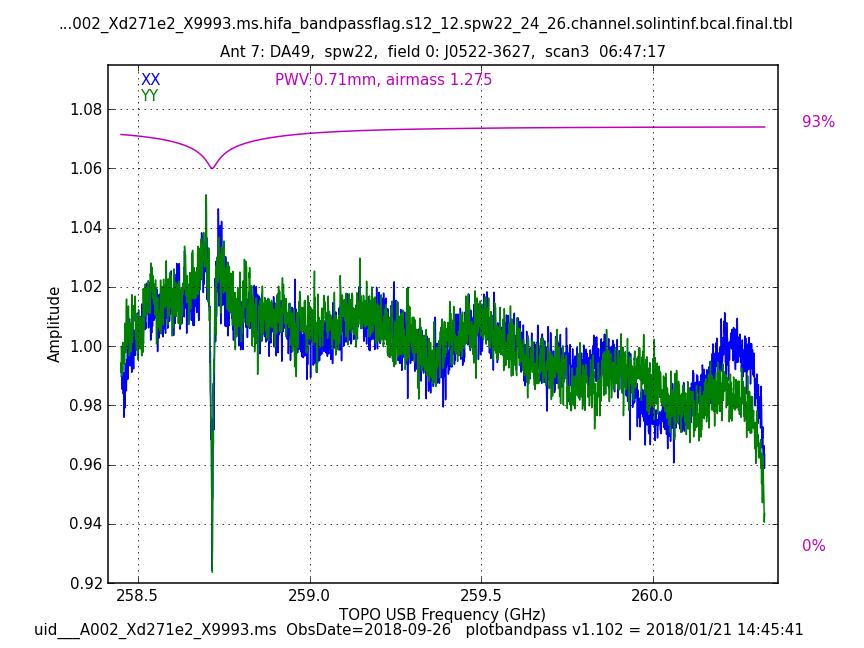 ...002_Xd271e2_X9993.ms.hifa_bandpassflag.s12_12.spw22_24_26.channel.solintinf.bcal.final.tbl
Ant 7: DA49, spw22, field 0: J0522-3627, scan3 06:47:17
XX
PWV 0.71mm, airmass 1.275
YY
93%
0%
1.08
1.06
1.04
1.02
1.00
0.98
0.96
0.94
0.92
Amplitude
258.5
259.0
259.5
260.0
TOPO USB Frequency (GHz)
uid___A002_Xd271e2_X9993.ms ObsDate=2018-09-26 plotbandpass v1.102 = 2018/01/21 14:45:41